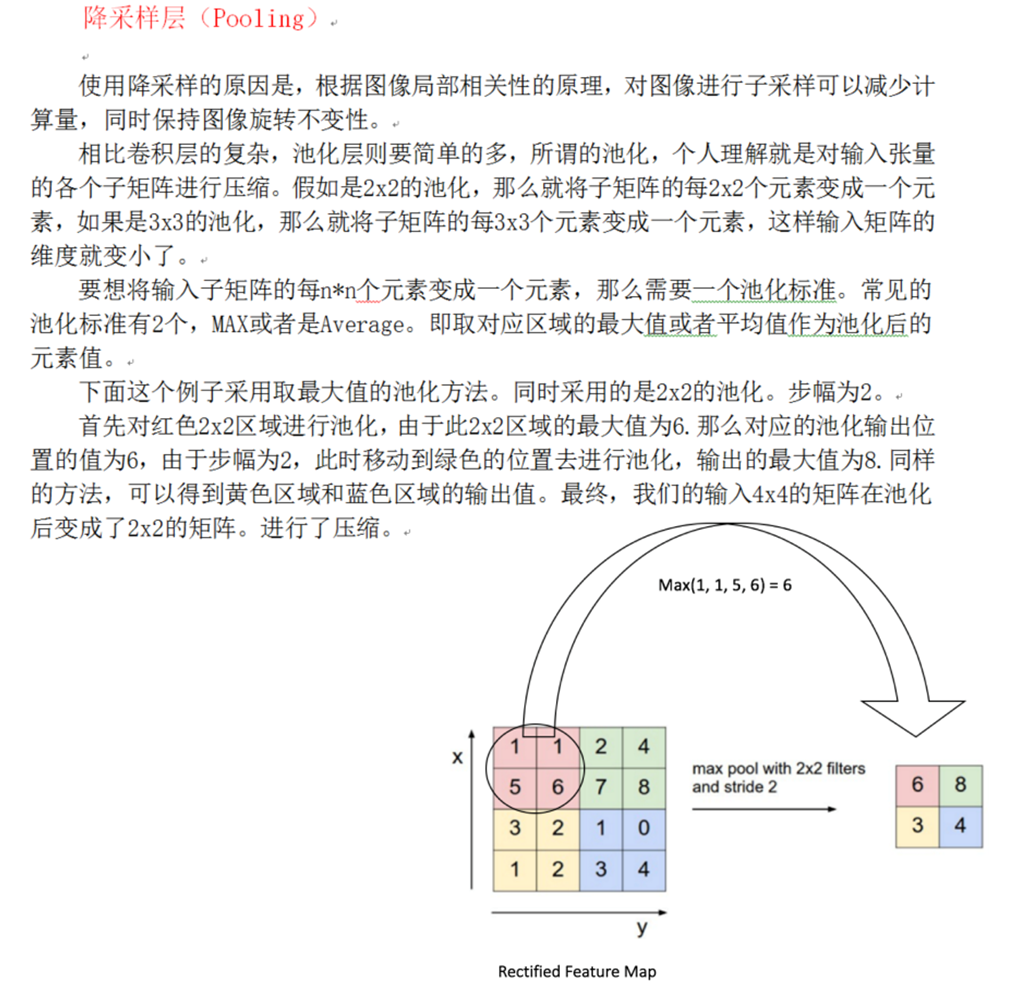 降采样层（Pooling）
使用降采样的原因是，根据图像局部相关性的原理，对图像进行子采样可以减少计
算量，同时保持图像旋转不变性。
相比卷积层的复杂，池化层则要简单的多，所谓的池化，个人理解就是对输入张量
的各个子矩阵进行压缩。假如是2x2的池化，那么就将子矩阵的每2x2个元素变成一个元
素，如果是3x3的池化，那么就将子矩阵的每3x3个元素变成一个元素，这样输入矩阵的
维度就变小了。
要想将输入子矩阵的每n*n个元素变成一个元素，那么需要一个池化标准。常见的
池化标准有2个，MAX或者是Average。即取对应区域的最大值或者平均值作为池化后的
元素值。
下面这个例子采用取最大值的池化方法。同时采用的是2x2的池化。步幅为2。
首先对红色2x2区域进行池化，由于此2x2区域的最大值为6.那么对应的池化输出位
置的值为6，由于步幅为2，此时移动到绿色的位置去进行池化，输出的最大值为8.同样
的方法，可以得到黄色区域和蓝色区域的输出值。最终，我们的输入4x4的矩阵在池化
后变成了2x2的矩阵。进行了压缩。
Max(1, 1, 5, 6) = 6
x
1 1 2 4
5 6 7 8
3 2 1 0
1 2 3 4
y
max pool with 2x2 filters
and stride 2
6 8
3 4
Rectified Feature Map